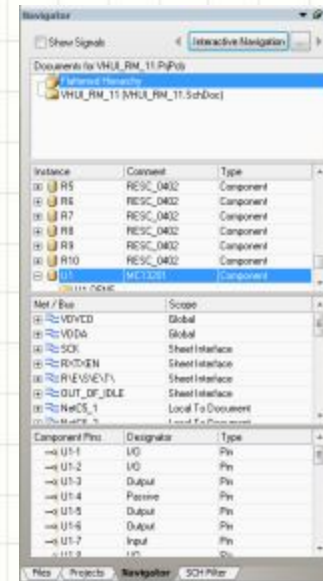 Navigator
Show Signals
Interactive Navigation ...
Documents for VHUI_RM_11.PrjPcb
Flattened Hierarchy
VHUI_RM_11 (VHUI_RM_11.SchDoc)
Instance Comment Type
R5 RESC_0402 Component
R6 RESC_0402 Component
R7 RESC_0402 Component
R8 RESC_0402 Component
R9 RESC_0402 Component
R10 RESC_0402 Component
U1 MC13201 Component
Net / Bus Scope
VDVCO Global
VDDA Global
SCK Sheet Interface
RXTXEN Sheet Interface
R\E\S\E\T\ Sheet Interface
OUT_OF_IDLE Sheet Interface
NetC5_1 Local To Document
Component Pins Designator Type
U1-1 I/O Pin
U1-2 I/O Pin
U1-3 Output Pin
U1-4 Passive Pin
U1-5 Output Pin
U1-6 Output Pin
U1-7 Input Pin
U1-8 I/O Pin
Files Projects Navigator SCH Filter